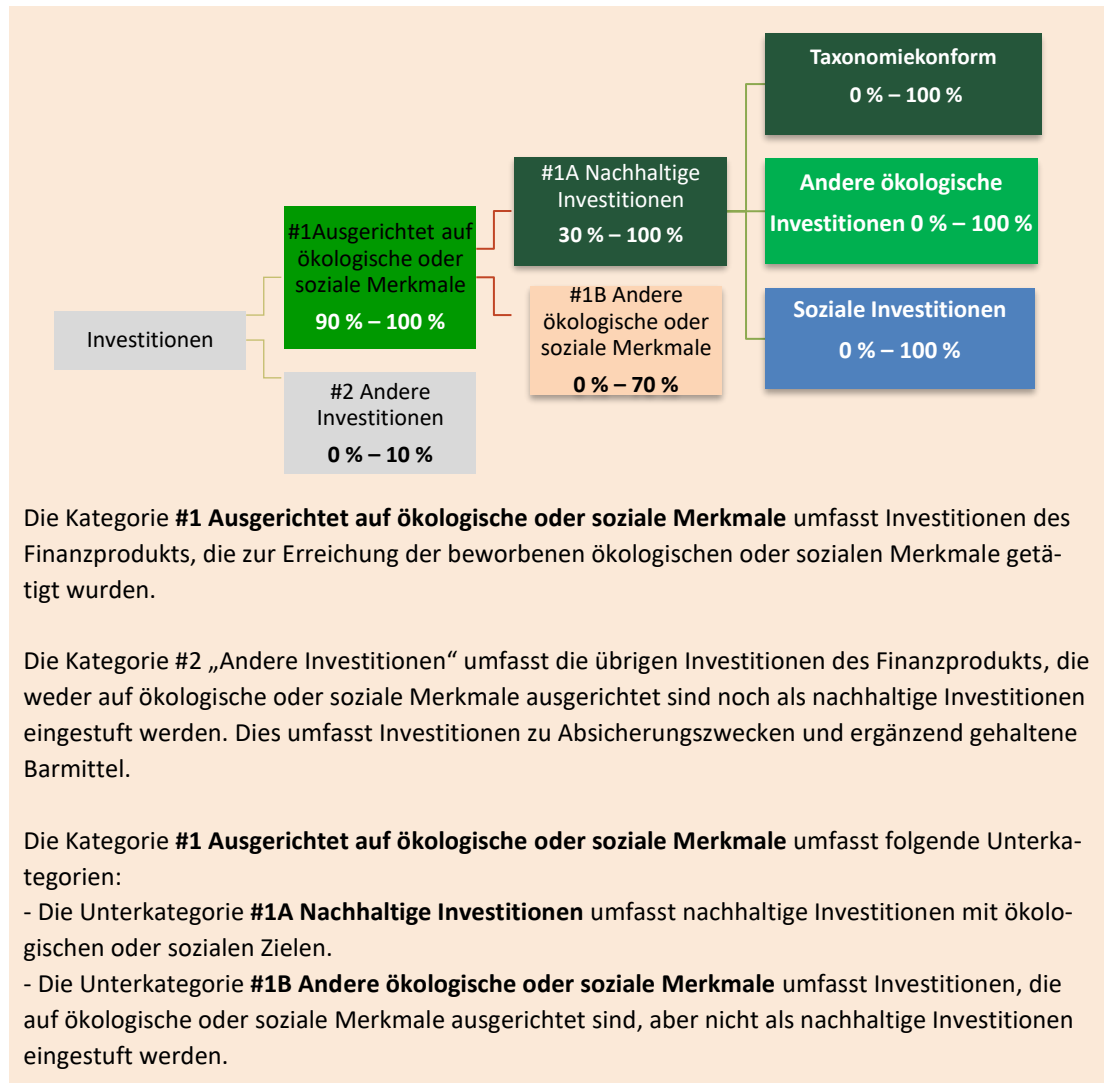 Taxonomiekonform
0 % – 100 %
#1A Nachhaltige
Investitionen
30 % – 100 %
Andere ökologische
Investitionen 0 % – 100 %
#1Ausgerichtet auf
ökologische oder
soziale Merkmale
90 % – 100 %
#1B Andere
ökologische oder
soziale Merkmale
0 % – 70 %
Soziale Investitionen
0 % – 100 %
Investitionen
#2 Andere
Investitionen
0 % – 10 %
Die Kategorie #1 Ausgerichtet auf ökologische oder soziale Merkmale umfasst Investitionen des
Finanzprodukts, die zur Erreichung der beworbenen ökologischen oder sozialen Merkmale getä-
tigt wurden.
Die Kategorie #2 „Andere Investitionen“ umfasst die übrigen Investitionen des Finanzprodukts, die
weder auf ökologische oder soziale Merkmale ausgerichtet sind noch als nachhaltige Investitionen
eingestuft werden. Dies umfasst Investitionen zu Absicherungszwecken und ergänzend gehaltene
Barmittel.
Die Kategorie #1 Ausgerichtet auf ökologische oder soziale Merkmale umfasst folgende Unterka-
tegorien:
- Die Unterkategorie #1A Nachhaltige Investitionen umfasst nachhaltige Investitionen mit ökolo-
gischen oder sozialen Zielen.
- Die Unterkategorie #1B Andere ökologische oder soziale Merkmale umfasst Investitionen, die
auf ökologische oder soziale Merkmale ausgerichtet sind, aber nicht als nachhaltige Investitionen
eingestuft werden.